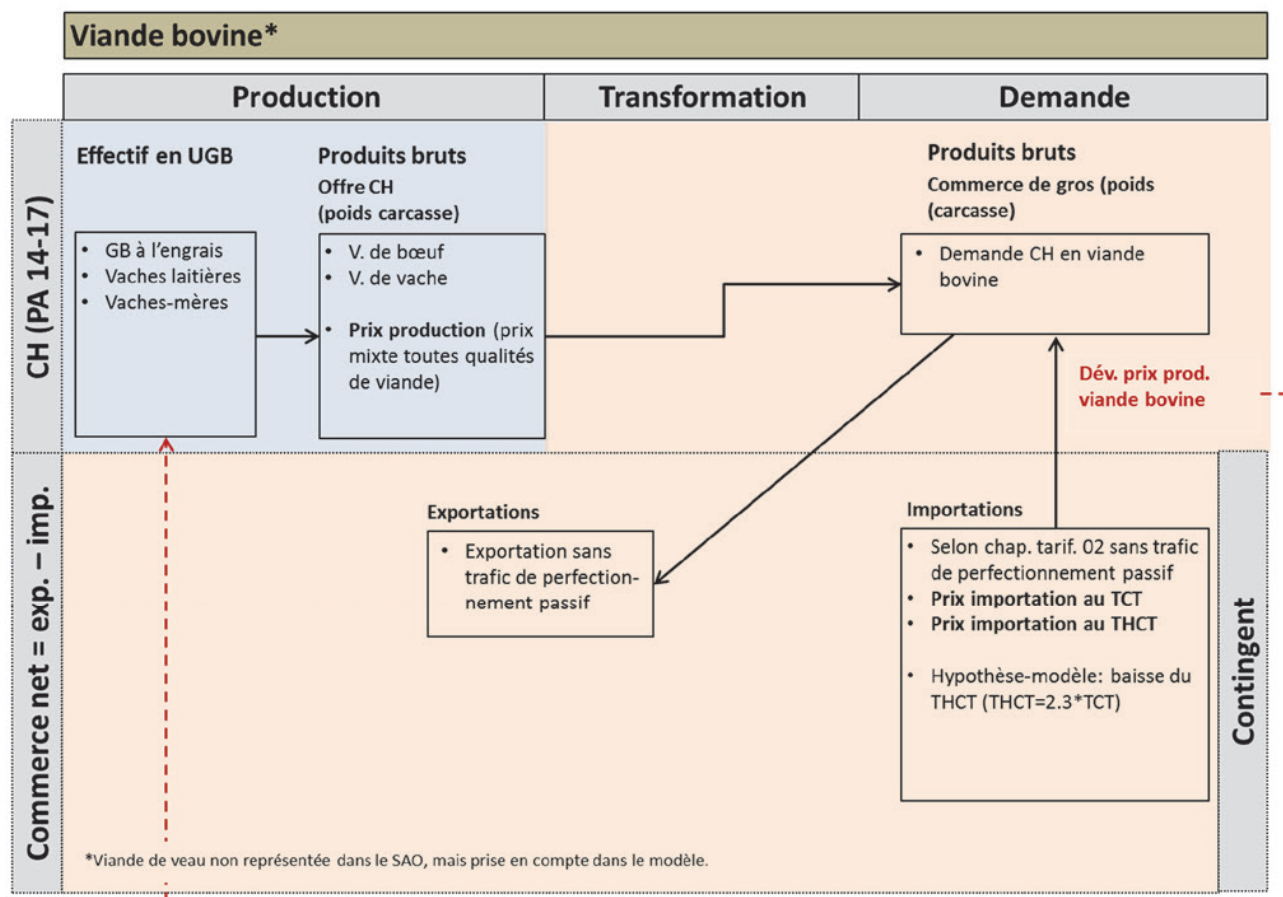 Viande bovine*
Production
Transformation
Demande
CH (PA 14-17)
Effectif en UGB
• GB à l'engrais
• Vaches laitières
• Vaches-mères
Produits bruts
Offre CH
(poids carcasse)
• V. de bœuf
• V. de vache
• Prix production (prix
mixte toutes qualités
de viande)
Produits bruts
Commerce de gros (poids
(carcasse)
• Demande CH en viande
bovine
Dév. prix prod.
viande bovine
Commerce net = exp. – imp.
Exportations
• Exportation sans
trafic de perfection-
nement passif
Importations
• Selon chap. tarif. 02 sans trafic
de perfectionnement passif
• Prix importation au TCT
• Prix importation au THCT
• Hypothèse-modèle: baisse du
THCT (THCT=2.3*TCT)
Contingent
*Viande de veau non représentée dans le SAO, mais prise en compte dans le modèle.